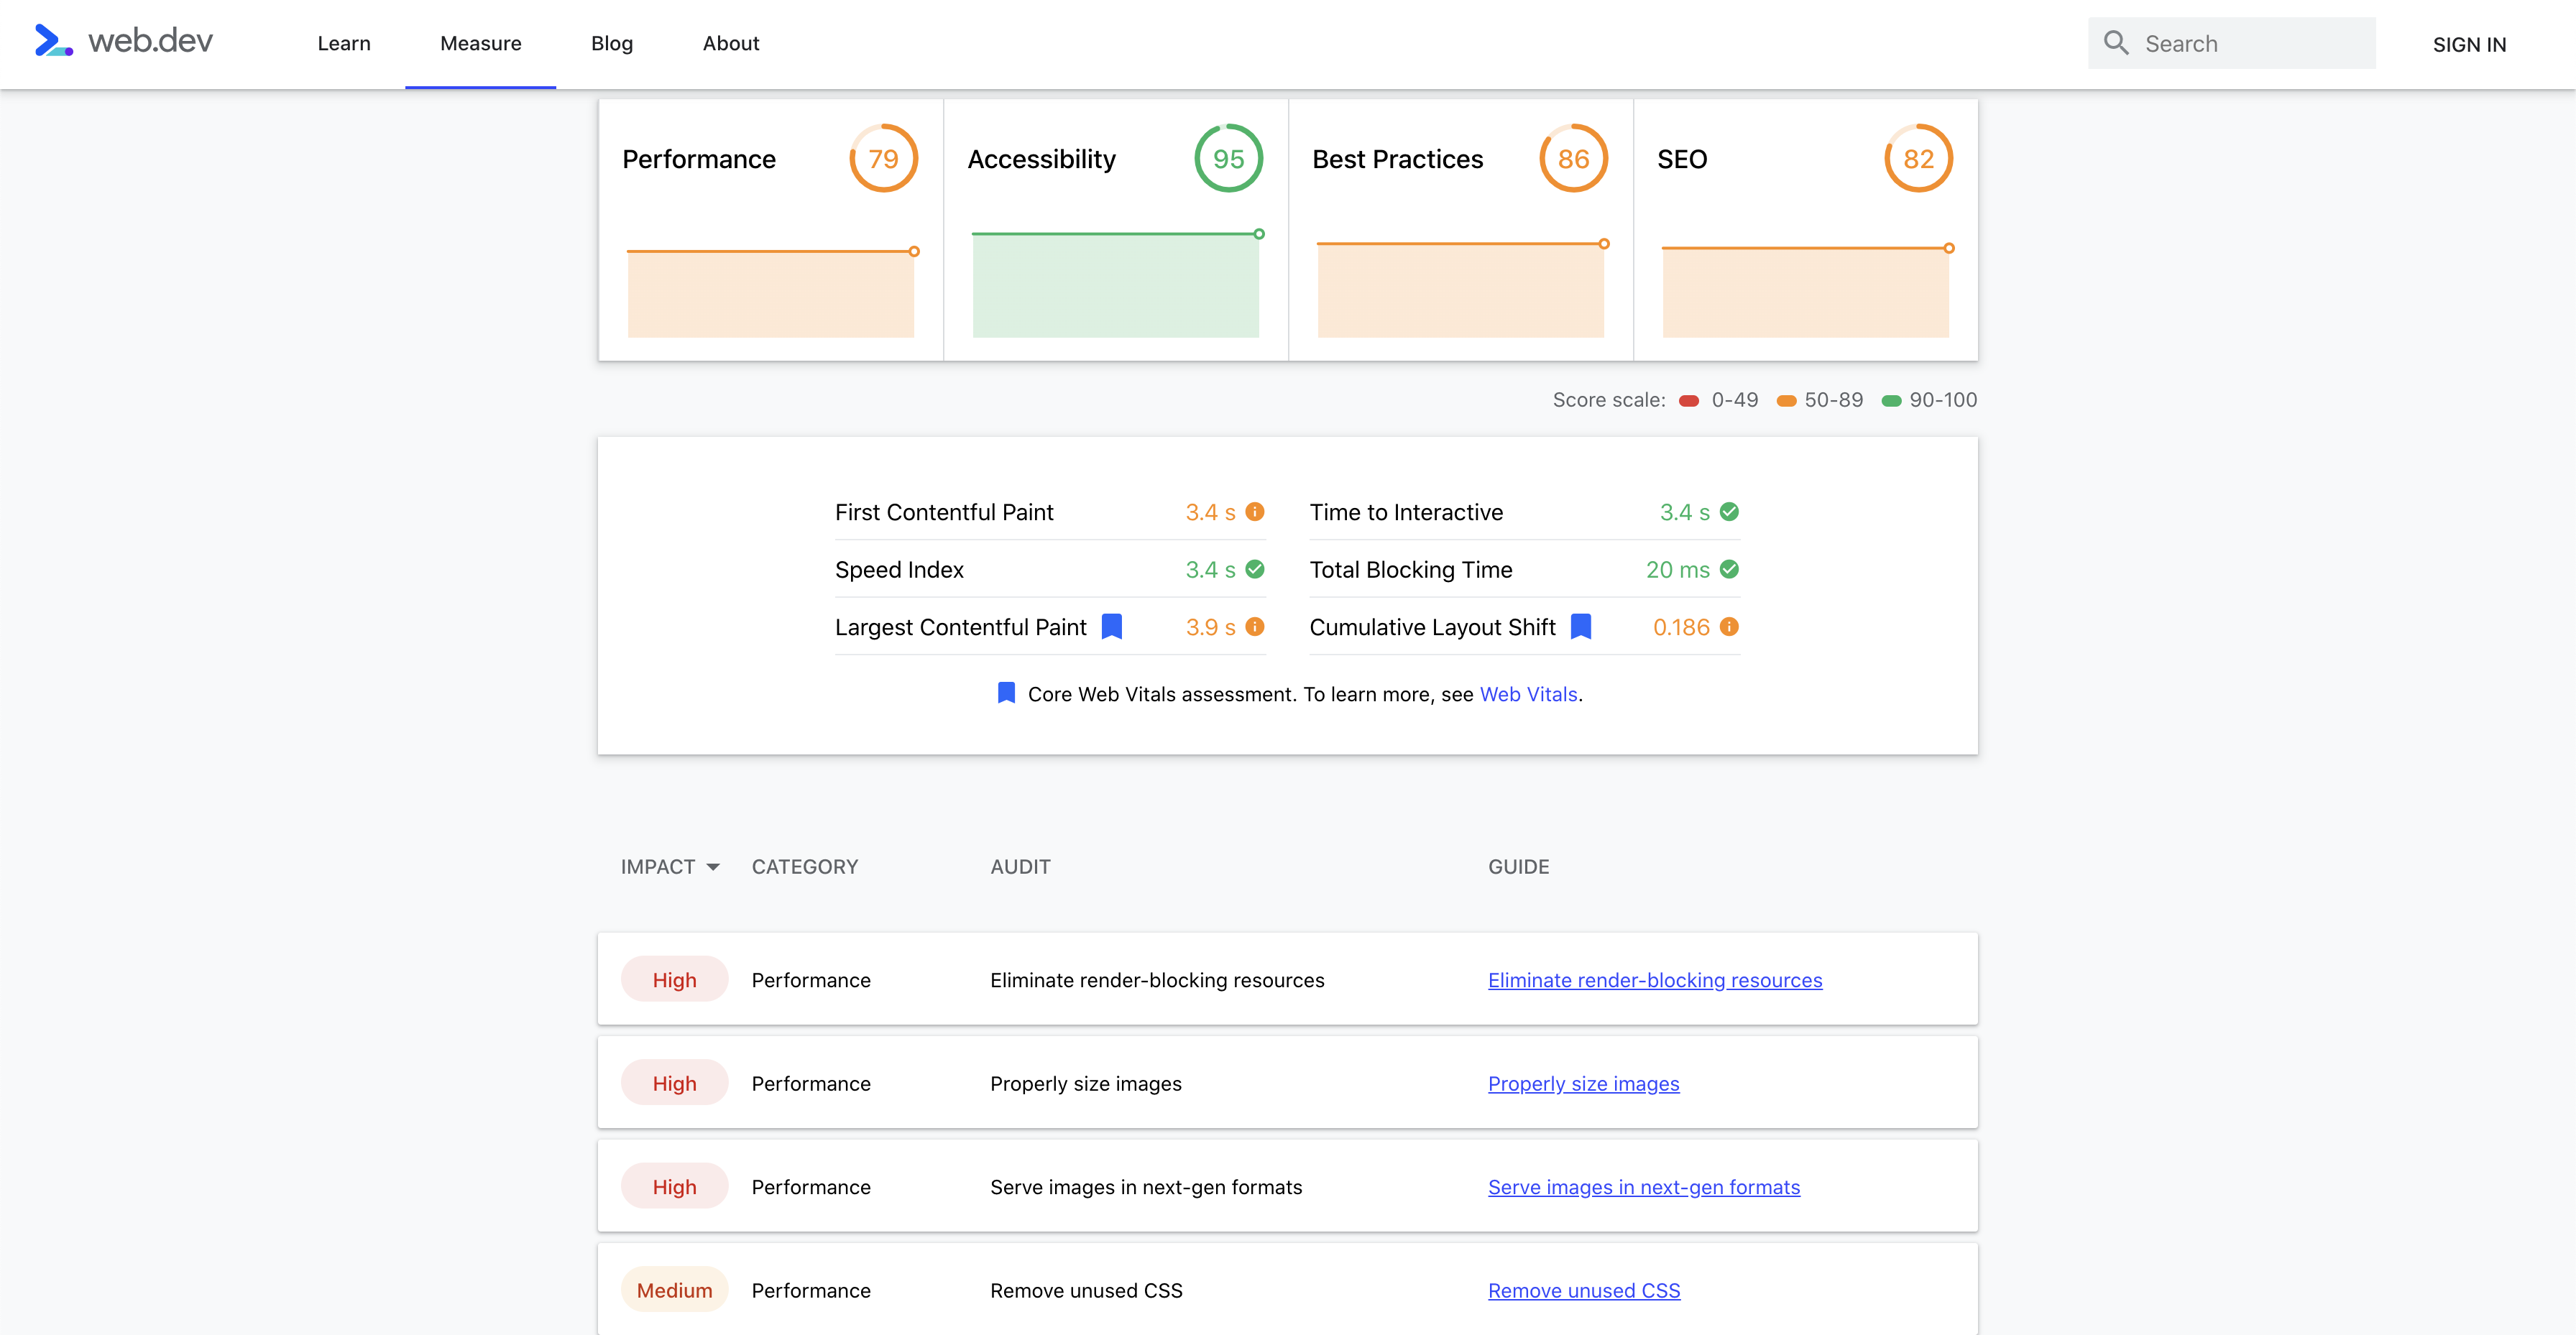 web.dev Learn Measure Blog About Search SIGN IN
Performance 79 Accessibility 95 Best Practices 86 SEO 82
Score scale: 0-49 50-89 90-100
First Contentful Paint 3.4 s Time to Interactive 3.4 s
Speed Index 3.4 s Total Blocking Time 20 ms
Largest Contentful Paint 3.9 s Cumulative Layout Shift 0.186
Core Web Vitals assessment. To learn more, see Web Vitals.
IMPACT CATEGORY AUDIT GUIDE
High Performance Eliminate render-blocking resources Eliminate render-blocking resources
High Performance Properly size images Properly size images
High Performance Serve images in next-gen formats Serve images in next-gen formats
Medium Performance Remove unused CSS Remove unused CSS